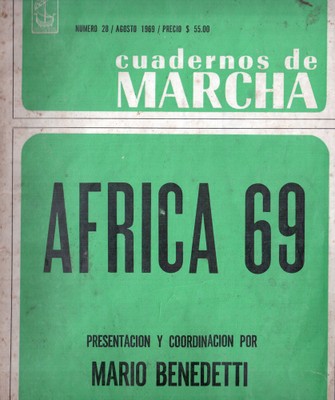 NUMERO 28 / AGOSTO 1969 / PRECIO $ 55.00
cuadernos de
MARCHA
AFRICA 69
PRESENTACION Y COORDINACION POR
MARIO BENEDETTI